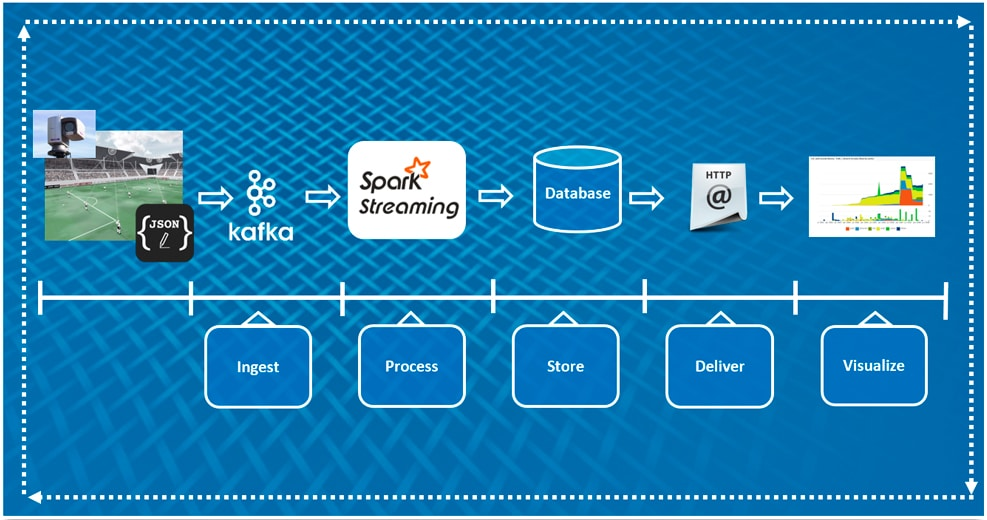 {JSON}
kafka
Spark
Streaming
Database
HTTP
@
Ingest
Process
Store
Deliver
Visualize